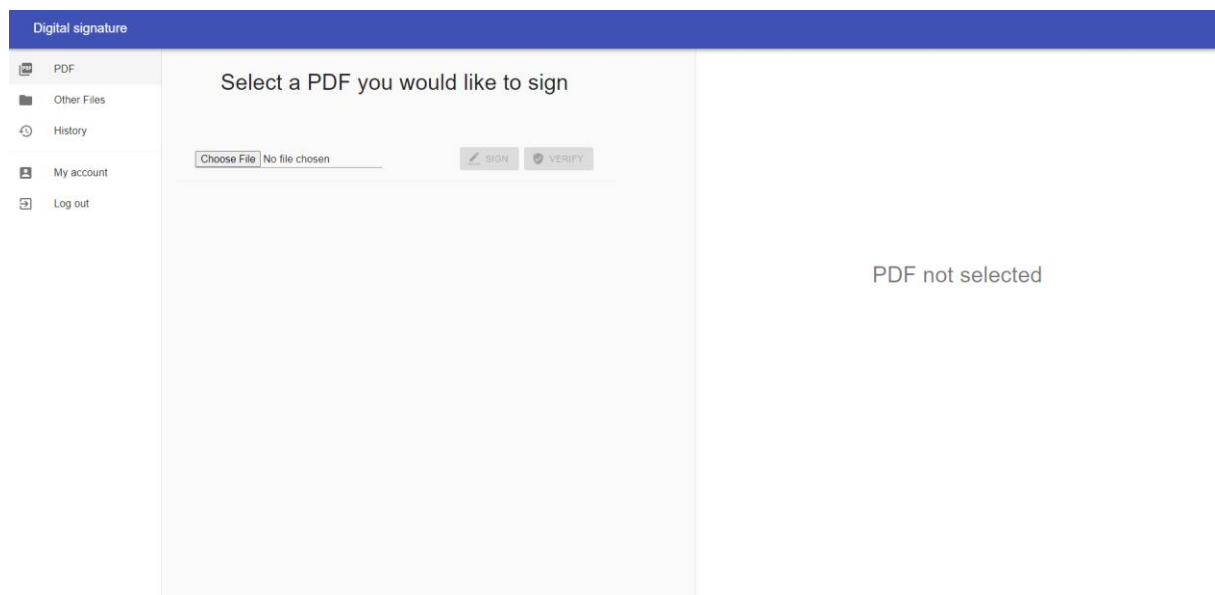 Digital signature
PDF
Other Files
History
My account
Log out
Select a PDF you would like to sign
Choose File No file chosen
SIGN
VERIFY
PDF not selected